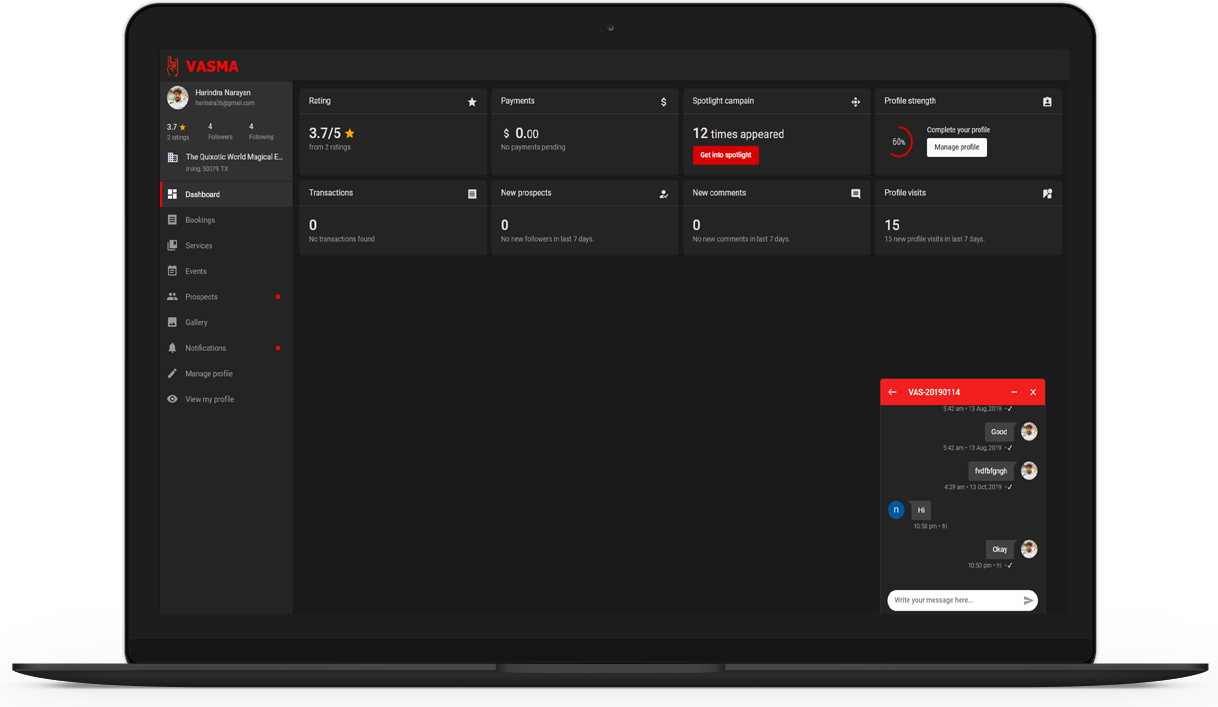 VASMA
Harindra Narayan
harindra36@gmail.com
3.7 ★ 4 4
2 ratings Followers Following
The Quixotic World Magical E...
Irving, 50079, TX
Dashboard
Bookings
Services
Events
Prospects
Gallery
Notifications
Manage profile
View my profile
Rating
3.7/5 ★
from 2 ratings
Payments
$
$ 0.00
No payments pending
Spotlight campain
12 times appeared
Get into spotlight
Profile strength
60%
Complete your profile
Manage profile
Transactions
0
No transactions found
New prospects
0
No new followers in last 7 days.
New comments
0
No new comments in last 7 days.
Profile visits
15
15 new profile visits in last 7 days.
VAS-20190114
5:42 am • 13 Aug, 2019 • ✓
Good
5:42 am • 13 Aug, 2019 • ✓
fvdfbfgngh
4:29 am • 13 Oct, 2019 • ✓
n Hi
10:50 pm • fri
Okay
10:50 pm • fri • ✓
Write your message here...